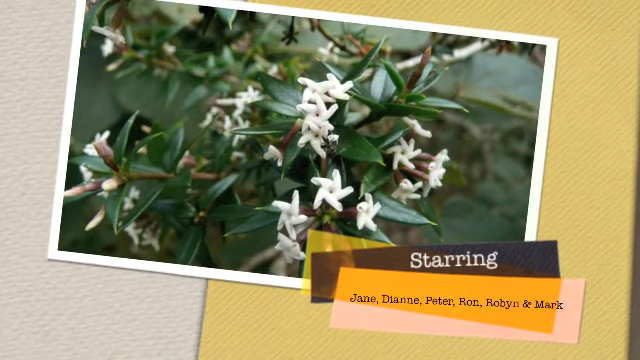 Starring
Jane, Dianne, Peter, Ron, Robyn & Mark